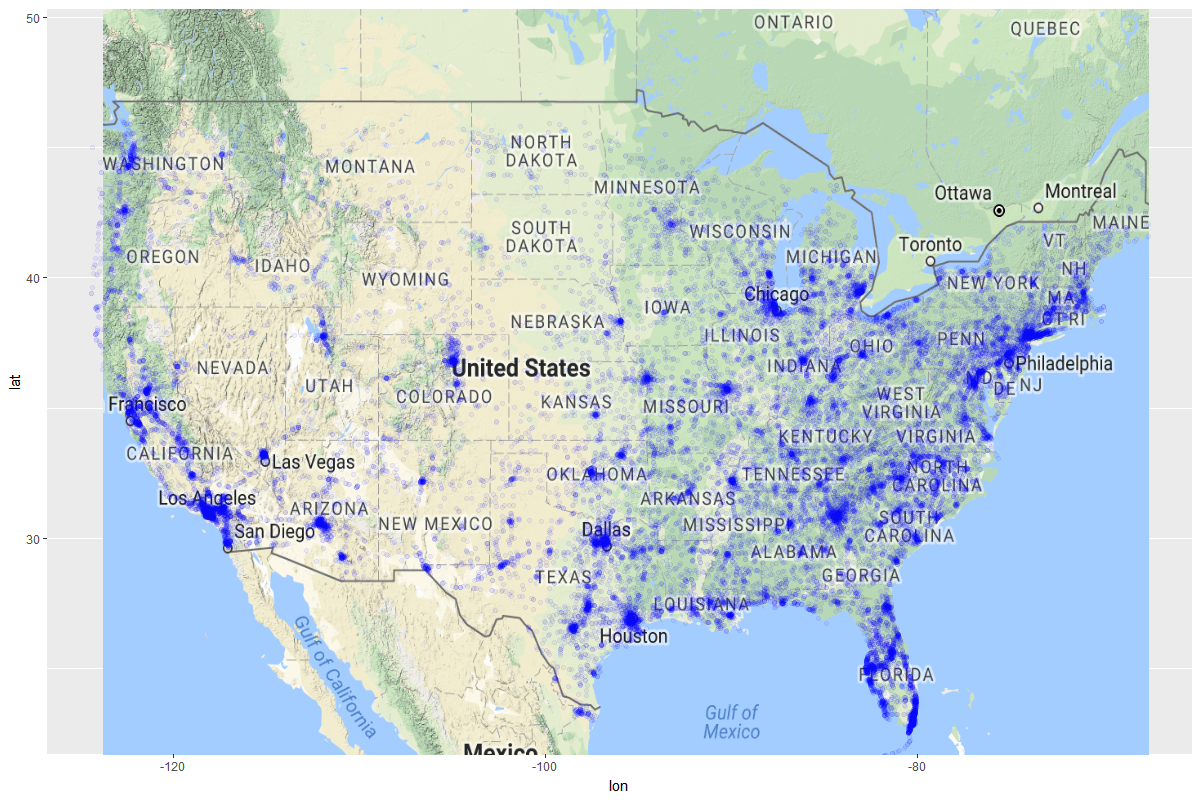 50
40
30
lat
ONTARIO
QUEBEC
WASHINGTON
MONTANA
NORTH
DAKOTA
MINNESOTA
Ottawa
Montreal
MAINE
OREGON
IDAHO
WYOMING
SOUTH
DAKOTA
WISCONSIN
MICHIGAN
Toronto
VT
NH
NEW YORK
MA
CT RI
Chicago
IOWA
NEBRASKA
ILLINOIS
INDIANA
OHIO
PENN
Philadelphia
NEVADA
UTAH
COLORADO
United States
KANSAS
MISSOURI
WEST
VIRGINIA
MD
DE
NJ
Francisco
CALIFORNIA
Las Vegas
KENTUCKY
VIRGINIA
OKLAHOMA
TENNESSEE
NORTH
CAROLINA
Los Angeles
ARIZONA
NEW MEXICO
ARKANSAS
San Diego
Dallas
MISSISSIPPI
SOUTH
CAROLINA
ALABAMA
TEXAS
GEORGIA
LOUISIANA
Houston
Gulf of California
FLORIDA
Gulf of
Mexico
Mexico
-120
-100
-80
lon